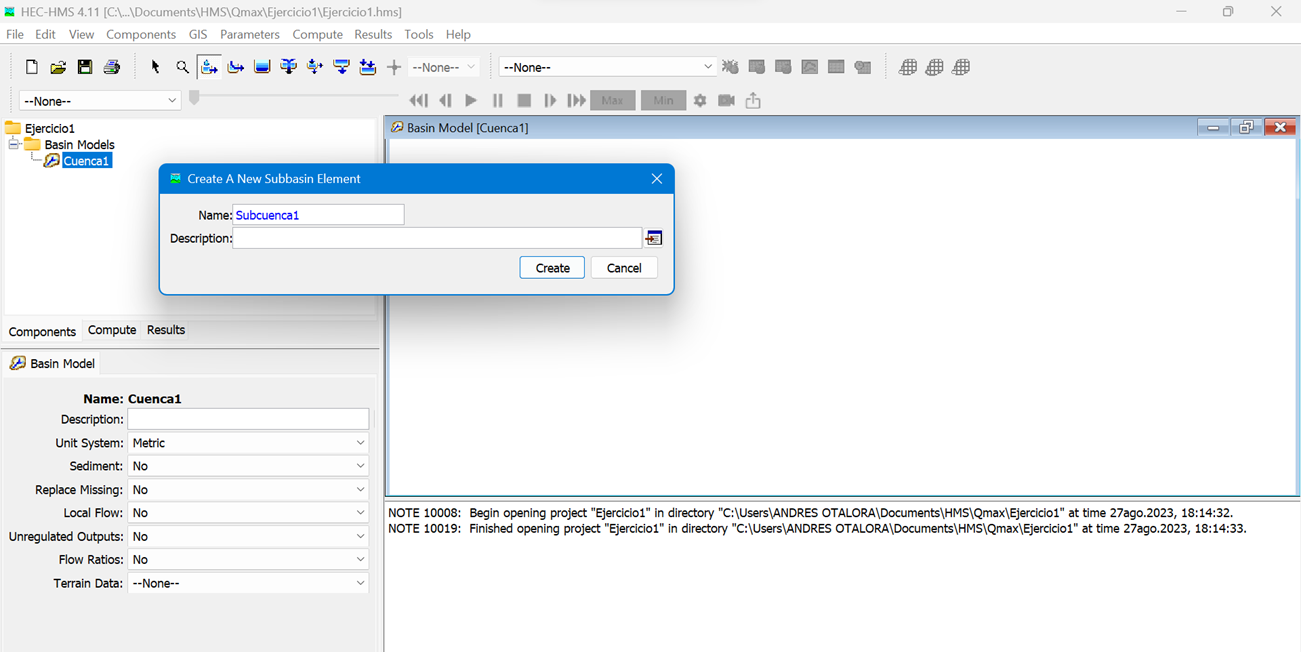 HEC-HMS 4.11 [C:\...\Documents\HMS\Qmax\Ejercicio1\Ejercicio1.hms]
File Edit View Components GIS Parameters Compute Results Tools Help
--None-- --None--
--None-- Max Min
Ejercicio1
Basin Models
Cuenca1
Basin Model [Cuenca1]
Create A New Subbasin Element
Name: Subcuenca1
Description:
Create Cancel
Components Compute Results
Basin Model
Name: Cuenca1
Description:
Unit System: Metric
Sediment: No
Replace Missing: No
Local Flow: No
Unregulated Outputs: No
Flow Ratios: No
Terrain Data: --None--
NOTE 10008: Begin opening project "Ejercicio1" in directory "C:\Users\ANDRES OTALORA\Documents\HMS\Qmax\Ejercicio1" at time 27ago.2023, 18:14:32.
NOTE 10019: Finished opening project "Ejercicio1" in directory "C:\Users\ANDRES OTALORA\Documents\HMS\Qmax\Ejercicio1" at time 27ago.2023, 18:14:33.